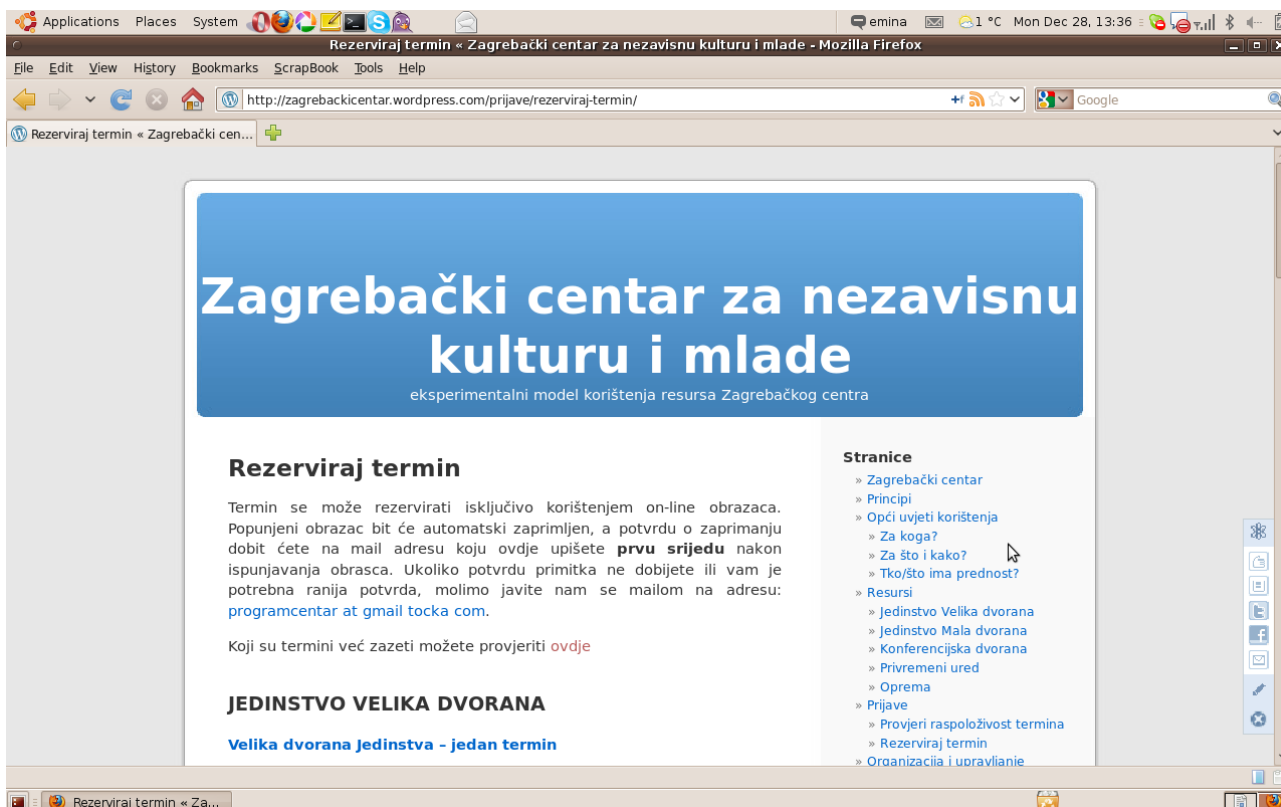 Applications Places System emina 1 °C Mon Dec 28, 13:36
Rezerviraj termin « Zagrebački centar za nezavisnu kulturu i mlade - Mozilla Firefox
File Edit View History Bookmarks ScrapBook Tools Help
http://zagrebackicentar.wordpress.com/prijave/rezerviraj-termin/ Google
Rezerviraj termin « Zagrebački cen...
Zagrebački centar za nezavisnu
kulturu i mlade
eksperimentalni model korištenja resursa Zagrebačkog centra
Rezerviraj termin
Termin se može rezervirati isključivo korištenjem on-line obrazaca.
Popunjeni obrazac bit će automatski zaprimljen, a potvrdu o zaprimanju
dobit ćete na mail adresu koju ovdje upišete prvu srijedu nakon
ispunjavanja obrasca. Ukoliko potvrdu primitka ne dobijete ili vam je
potrebna ranija potvrda, molimo javite nam se mailom na adresu:
programcentar at gmail tocka com.
Koji su termini već zazeti možete provjeriti ovdje
JEDINSTVO VELIKA DVORANA
Velika dvorana Jedinstva – jedan termin
Stranice
» Zagrebački centar
» Principi
» Opći uvjeti korištenja
» Za koga?
» Za što i kako?
» Tko/što ima prednost?
» Resursi
» Jedinstvo Velika dvorana
» Jedinstvo Mala dvorana
» Konferencijska dvorana
» Privremeni ured
» Oprema
» Prijave
» Provjeri raspoloživost termina
» Rezerviraj termin
» Organizacija i upravljanje
Rezerviraj termin « Za...